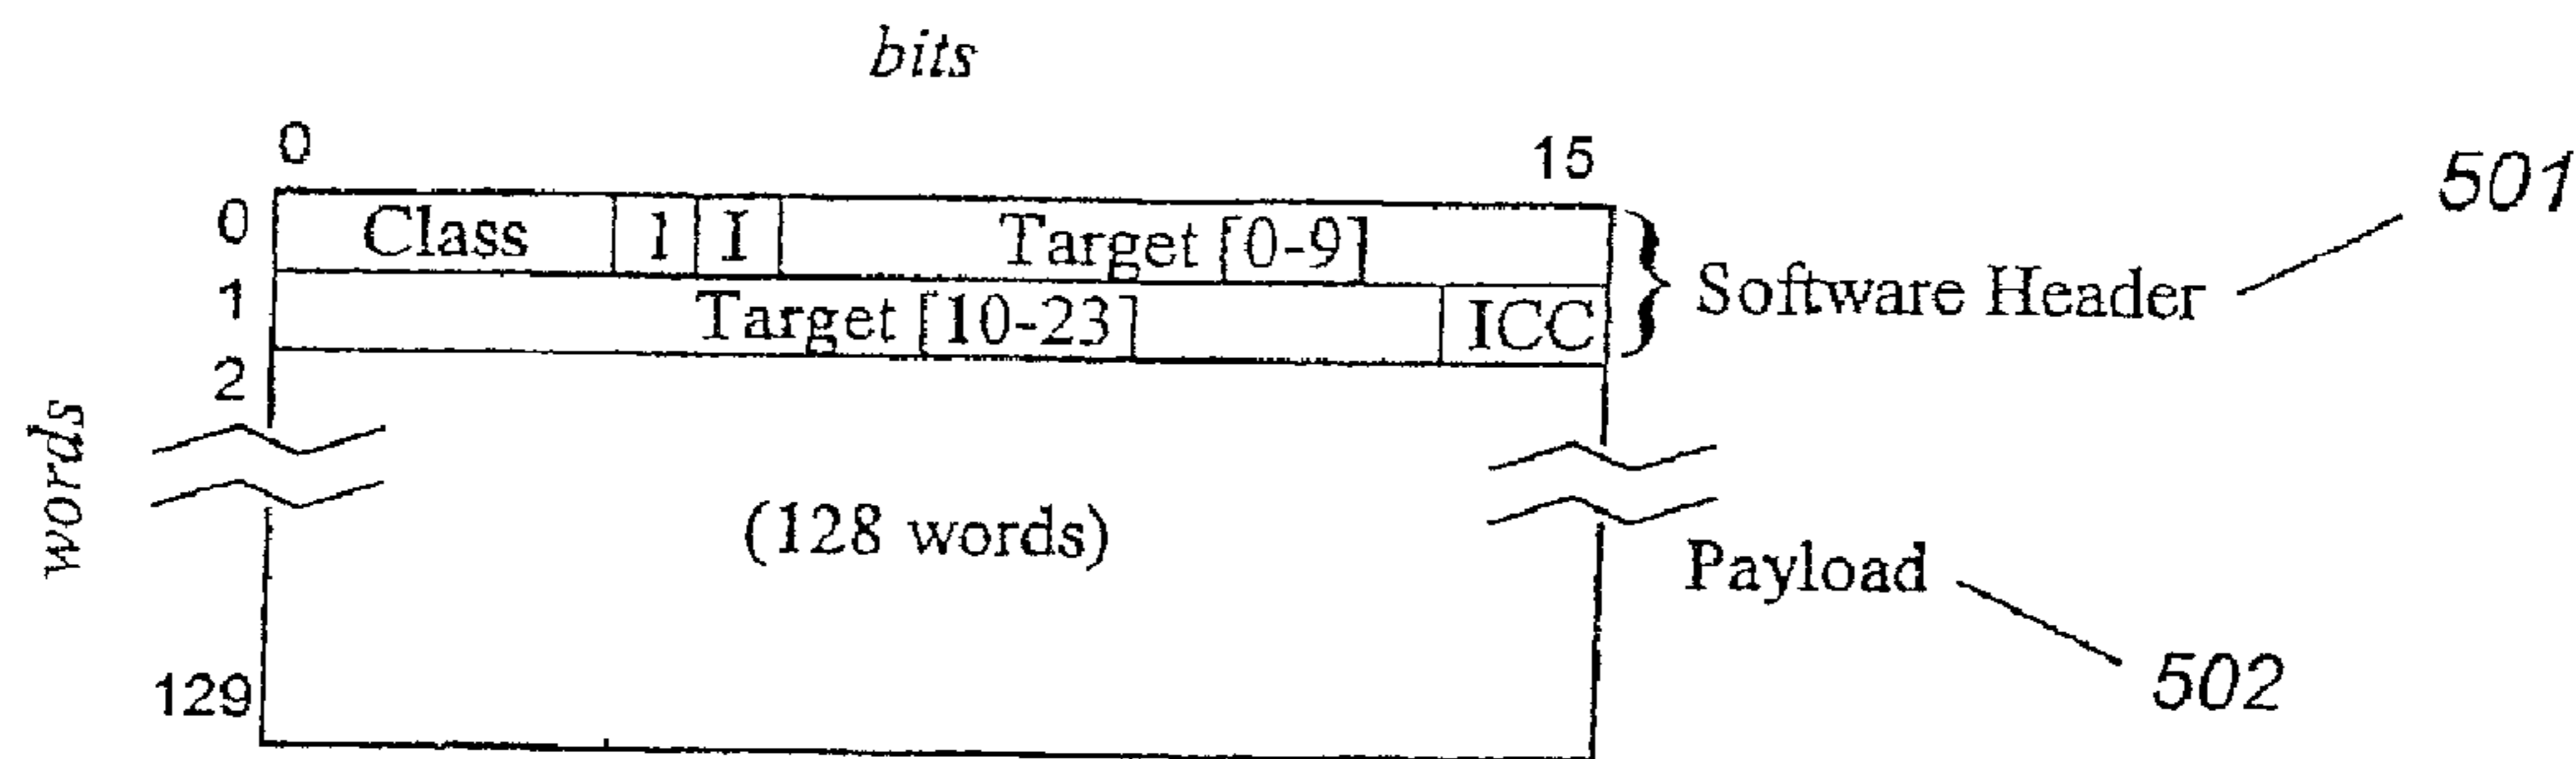 bits
0 15
501
0 Class 1 I Target [0-9]
1 Target [10-23] ICC
Software Header
2
words
(128 words)
Payload
129
502